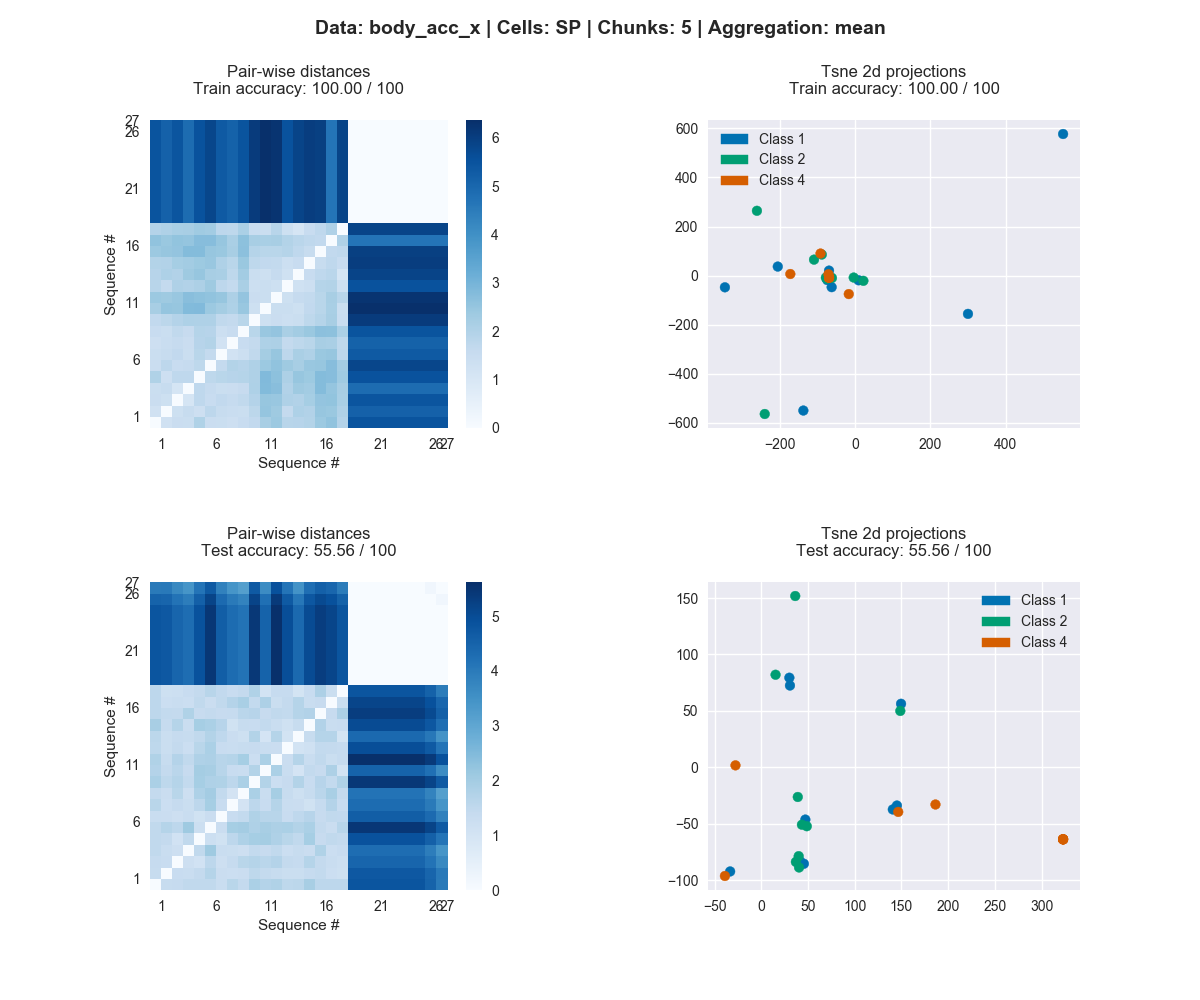 Data: body_acc_x | Cells: SP | Chunks: 5 | Aggregation: mean
Pair-wise distances
Train accuracy: 100.00 / 100
27
26
21
16
11
6
1
Sequence #
1 6 11 16 21 26 27
Sequence #
6
5
4
3
2
1
0
Tsne 2d projections
Train accuracy: 100.00 / 100
Class 1
Class 2
Class 4
600
400
200
0
−200
−400
−600
−200 0 200 400
Pair-wise distances
Test accuracy: 55.56 / 100
27
26
21
16
11
6
1
Sequence #
1 6 11 16 21 26 27
Sequence #
5
4
3
2
1
0
Tsne 2d projections
Test accuracy: 55.56 / 100
Class 1
Class 2
Class 4
150
100
50
0
−50
−100
−50 0 50 100 150 200 250 300